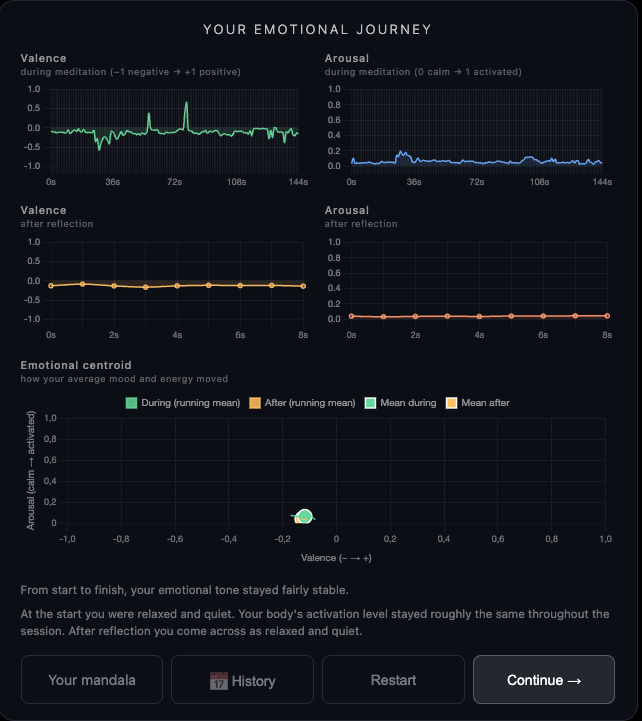 YOUR EMOTIONAL JOURNEY
Valence
during meditation (−1 negative → +1 positive)
1.0
0.5
0.0
-0.5
-1.0
0s 36s 72s 108s 144s
Arousal
during meditation (0 calm → 1 activated)
1.0
0.8
0.6
0.4
0.2
0.0
0s 36s 72s 108s 144s
Valence
after reflection
1.0
0.5
0.0
-0.5
-1.0
0s 2s 4s 6s 8s
Arousal
after reflection
1.0
0.8
0.6
0.4
0.2
0.0
0s 2s 4s 6s 8s
Emotional centroid
how your average mood and energy moved
During (running mean) After (running mean) Mean during Mean after
Arousal (calm → activated)
1,0
0,8
0,6
0,4
0,2
0
-1,0 -0,8 -0,6 -0,4 -0,2 0 0,2 0,4 0,6 0,8 1,0
Valence (− → +)
From start to finish, your emotional tone stayed fairly stable.
At the start you were relaxed and quiet. Your body's activation level stayed roughly the same throughout the
session. After reflection you come across as relaxed and quiet.
Your mandala 17 History Restart Continue →